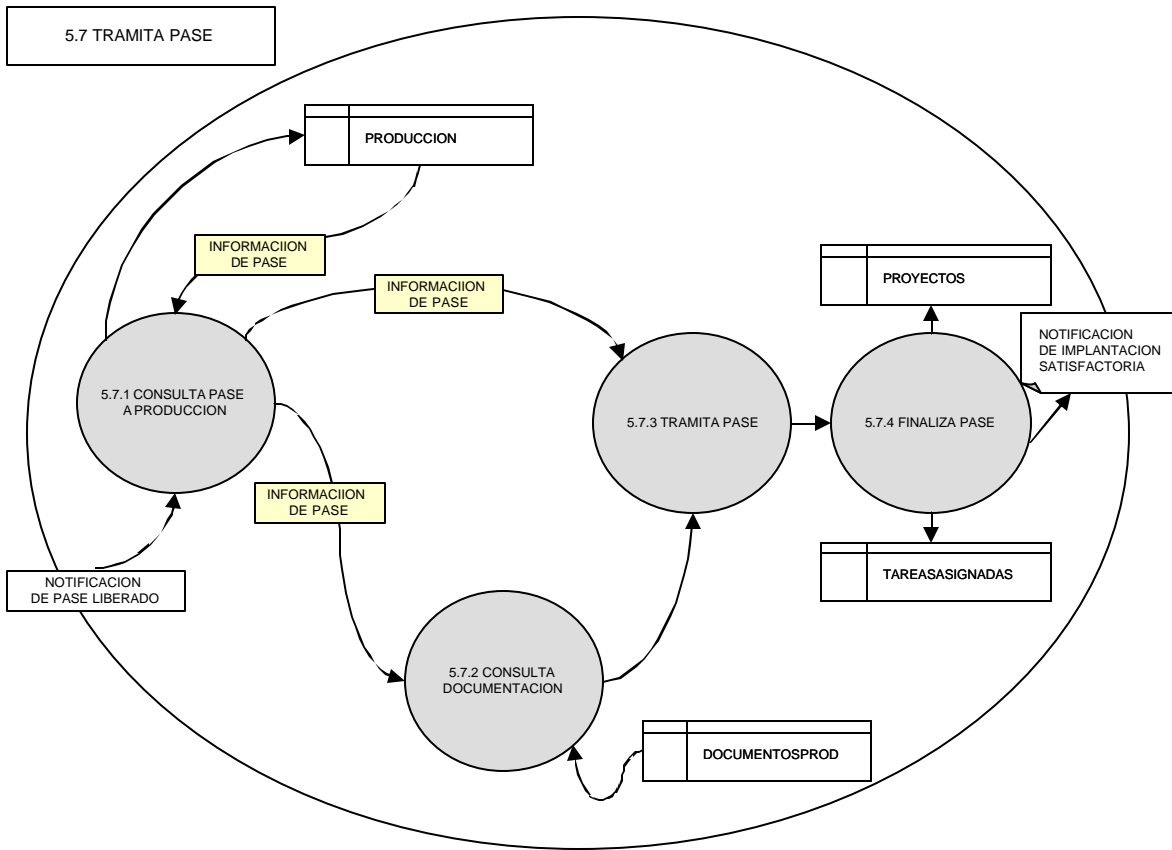 5.7 TRAMITA PASE
PRODUCCION
INFORMACIION
DE PASE
INFORMACIION
DE PASE
PROYECTOS
NOTIFICACION
DE IMPLANTACION
SATISFACTORIA
5.7.1 CONSULTA PASE
A PRODUCCION
5.7.3 TRAMITA PASE
5.7.4 FINALIZA PASE
INFORMACIION
DE PASE
NOTIFICACION
DE PASE LIBERADO
TAREASASIGNADAS
5.7.2 CONSULTA
DOCUMENTACION
DOCUMENTOSPROD